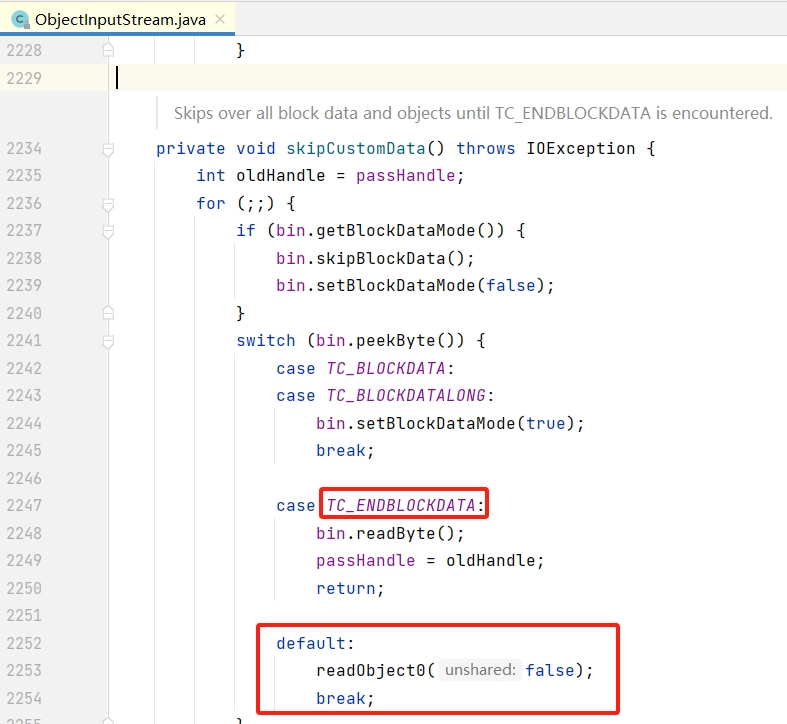 ObjectInputStream.java
2228 }
2229
Skips over all block data and objects until TC_ENDBLOCKDATA is encountered.
2234 private void skipCustomData() throws IOException {
2235 int oldHandle = passHandle;
2236 for (;;) {
2237 if (bin.getBlockDataMode()) {
2238 bin.skipBlockData();
2239 bin.setBlockDataMode(false);
2240 }
2241 switch (bin.peekByte()) {
2242 case TC_BLOCKDATA:
2243 case TC_BLOCKDATALONG:
2244 bin.setBlockDataMode(true);
2245 break;
2246
2247 case TC_ENDBLOCKDATA:
2248 bin.readByte();
2249 passHandle = oldHandle;
2250 return;
2251
2252 default:
2253 readObject0( unshared: false);
2254 break;
2255 }